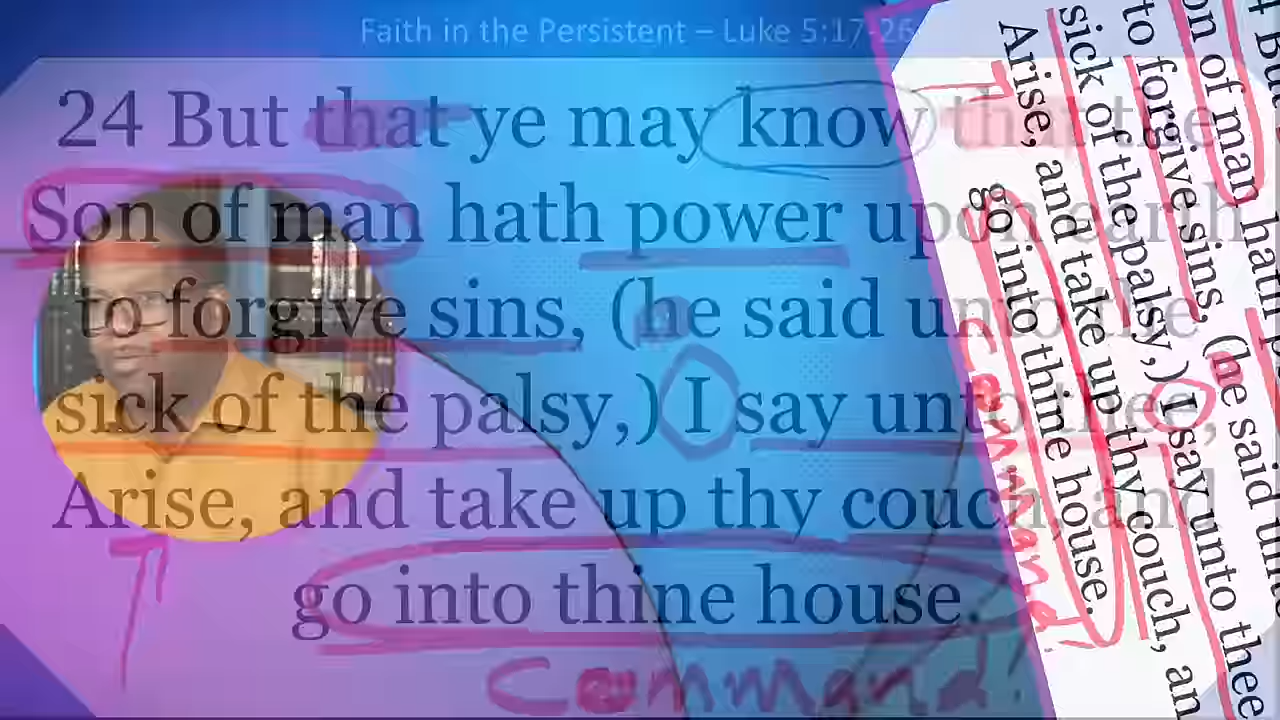 Faith in the Persistent – Luke 5:17-26
24 But that ye may know that the
Son of man hath power upon earth
to forgive sins, (he said unto the
sick of the palsy,) I say unto thee,
Arise, and take up thy couch, and
go into thine house.
Command!
on of man hath
to forgive sins, (he said
sick of the palsy,) I say unto thee
Arise, and take up thy couch, an
go into thine house.
Command!